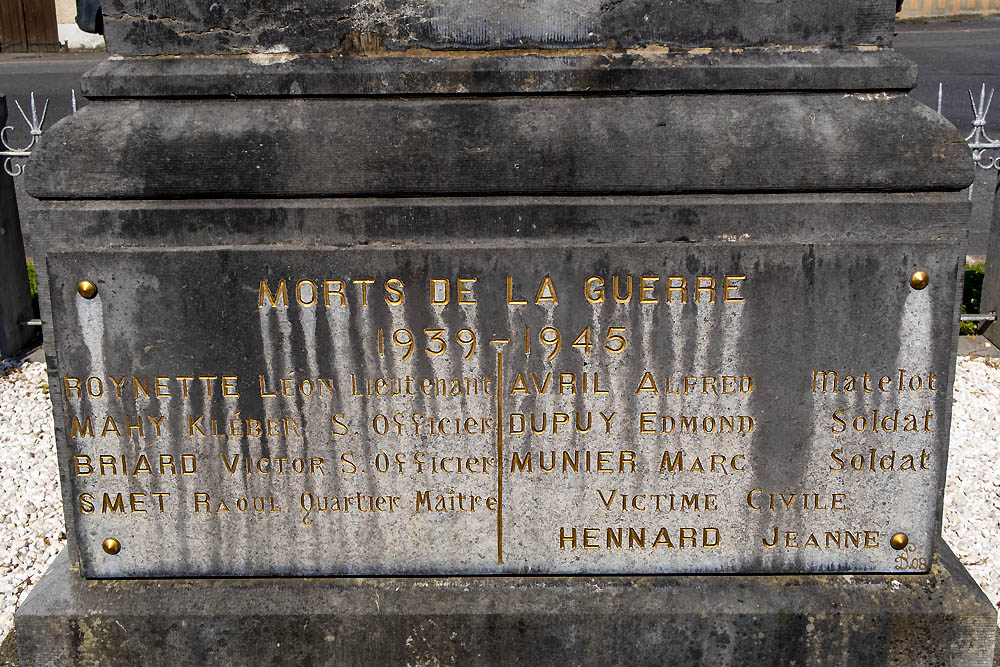 MORTS DE LA GUERRE
1939-1945
ROYNETTE LÉON Lieutenant
MAHY KLÉBER S. Officier
BRIARD VICTOR S. Officier
SMET RAOUL Quartier Maître
AVRIL ALFRED Matelot
DUPUY EDMOND Soldat
MUNIER MARC Soldat
VICTIME CIVILE
HENNARD JEANNE